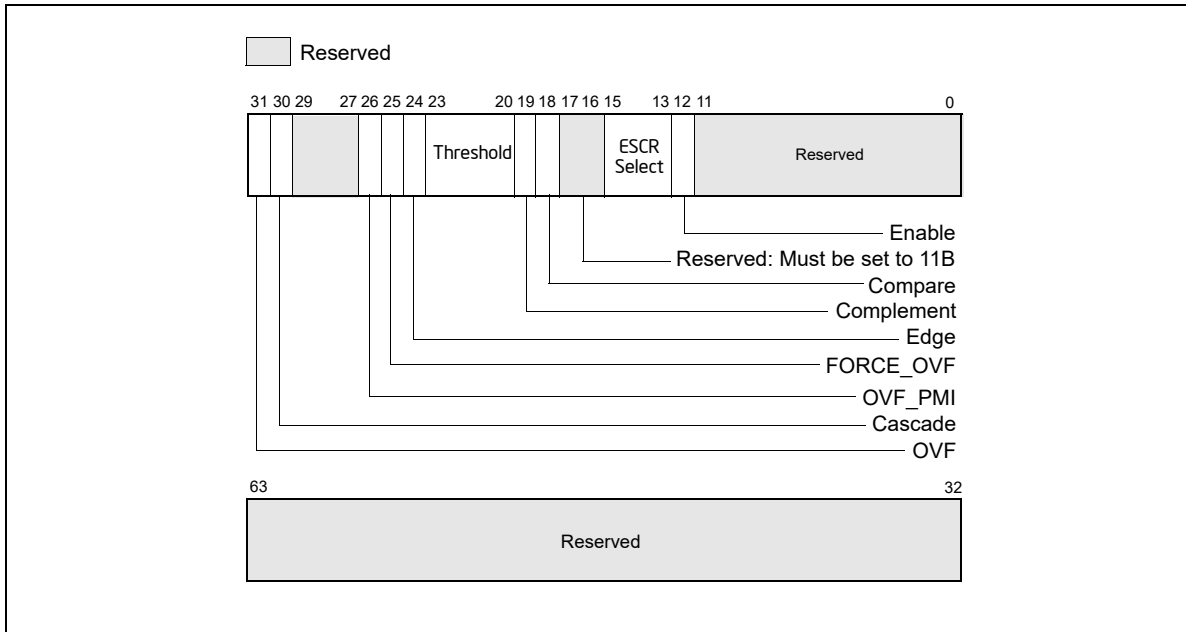 Reserved
31 30 29 27 26 25 24 23 20 19 18 17 16 15 13 12 11 0
Threshold
ESCR
Select
Reserved
Enable
Reserved: Must be set to 11B
Compare
Complement
Edge
FORCE_OVF
OVF_PMI
Cascade
OVF
63 32
Reserved